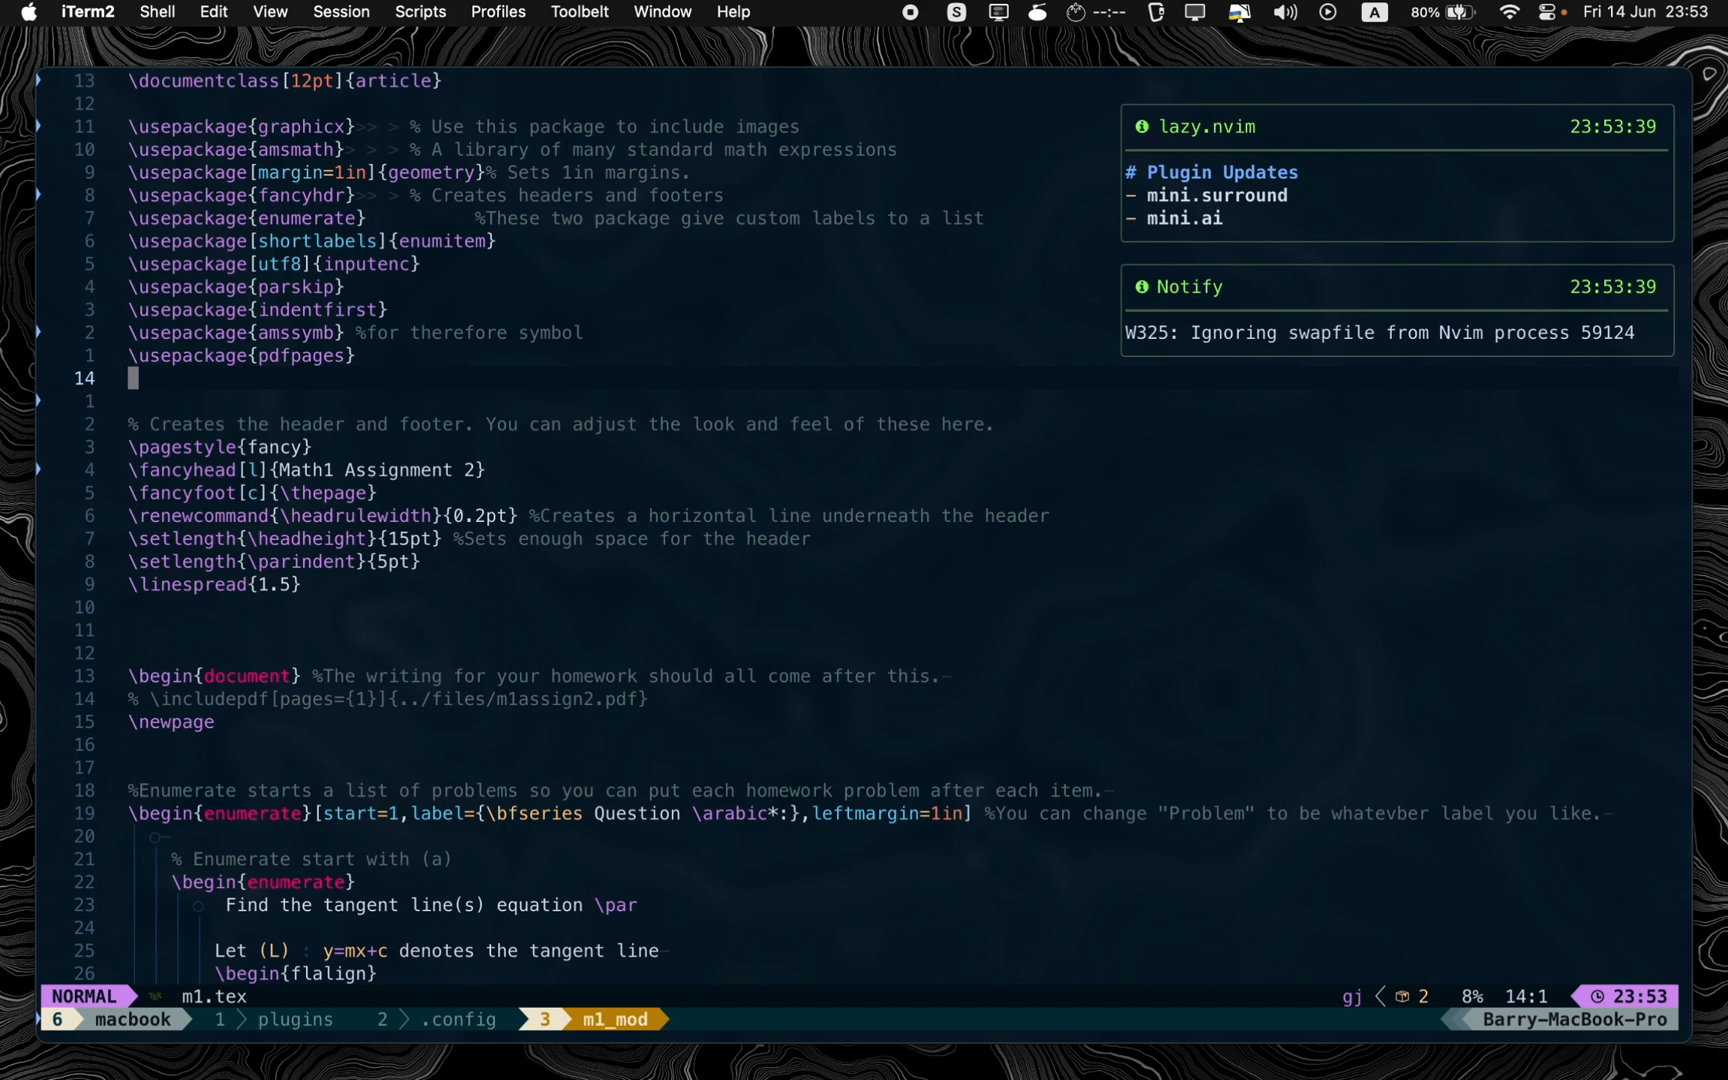 iTerm2 Shell Edit View Session Scripts Profiles Toolbelt Window Help S --:-- A 80% Fri 14 Jun 23:53
13 \documentclass[12pt]{article}
12
11 \usepackage{graphicx}>> > % Use this package to include images
10 \usepackage{amsmath}> > > % A library of many standard math expressions
9 \usepackage[margin=1in]{geometry}% Sets 1in margins.
8 \usepackage{fancyhdr}>> > % Creates headers and footers
7 \usepackage{enumerate} %These two package give custom labels to a list
6 \usepackage[shortlabels]{enumitem}
5 \usepackage[utf8]{inputenc}
4 \usepackage{parskip}
3 \usepackage{indentfirst}
2 \usepackage{amssymb} %for therefore symbol
1 \usepackage{pdfpages}
14
1
2 % Creates the header and footer. You can adjust the look and feel of these here.
3 \pagestyle{fancy}
4 \fancyhead[l]{Math1 Assignment 2}
5 \fancyfoot[c]{\thepage}
6 \renewcommand{\headrulewidth}{0.2pt} %Creates a horizontal line underneath the header
7 \setlength{\headheight}{15pt} %Sets enough space for the header
8 \setlength{\parindent}{5pt}
9 \linespread{1.5}
10
11
12
13 \begin{document} %The writing for your homework should all come after this.-
14 % \includepdf[pages={1}]{../files/m1assign2.pdf}
15 \newpage
16
17
18 %Enumerate starts a list of problems so you can put each homework problem after each item.-
19 \begin{enumerate}[start=1,label={\bfseries Question \arabic*:},leftmargin=1in] %You can change "Problem" to be whatevber label you like.-
20 ○-
21 % Enumerate start with (a)
22 \begin{enumerate}
23 ○ Find the tangent line(s) equation \par
24
25 Let (L) : y=mx+c denotes the tangent line-
26 \begin{flalign}
lazy.nvim 23:53:39
# Plugin Updates
- mini.surround
- mini.ai
Notify 23:53:39
W325: Ignoring swapfile from Nvim process 59124
NORMAL m1.tex gj 2 8% 14:1 23:53
6 macbook 1 plugins 2 .config 3 m1_mod Barry-MacBook-Pro